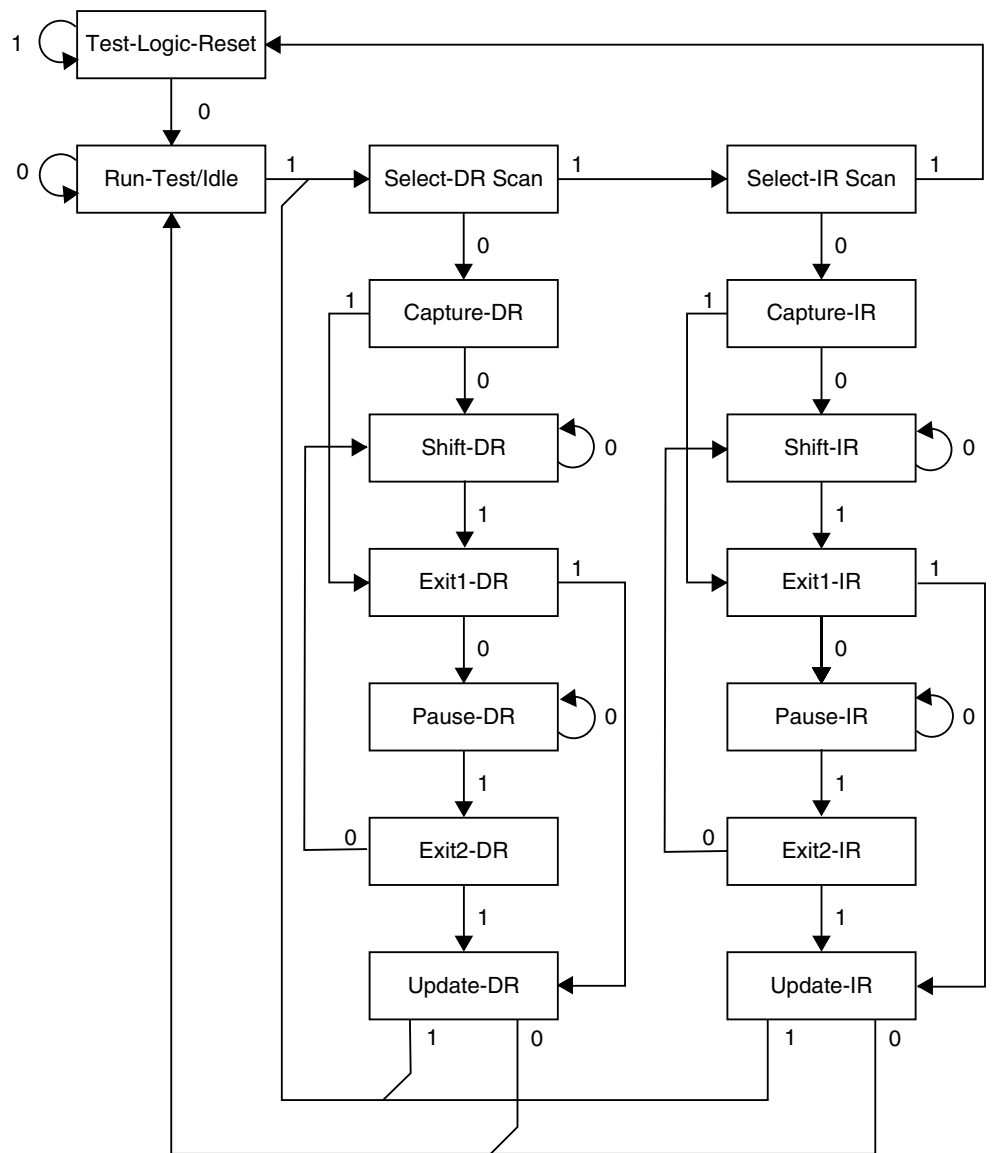 1
Test-Logic-Reset
0
0
Run-Test/Idle
1
Select-DR Scan
1
Select-IR Scan
1
0
0
1
Capture-DR
1
Capture-IR
0
0
Shift-DR
0
Shift-IR
0
1
1
Exit1-DR
1
Exit1-IR
1
0
0
Pause-DR
0
Pause-IR
0
1
1
0
Exit2-DR
0
Exit2-IR
1
1
Update-DR
Update-IR
1
0
1
0